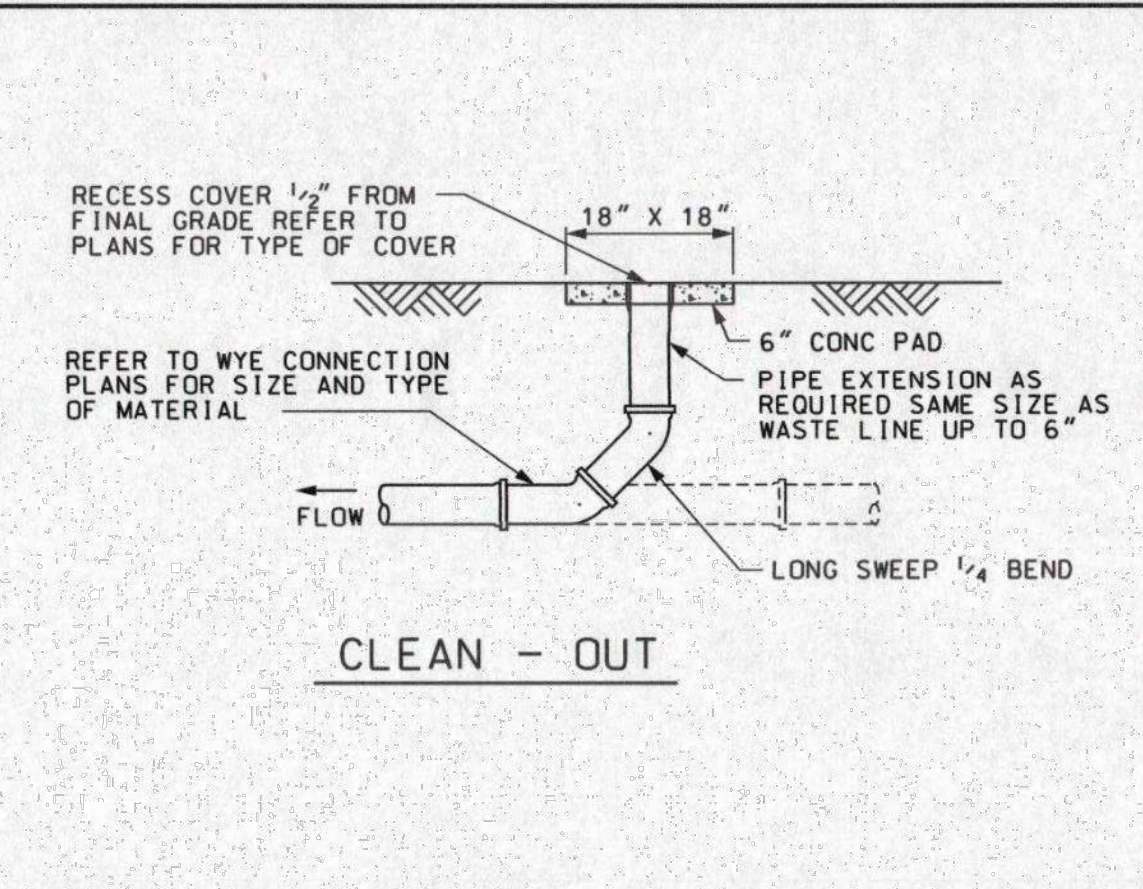 RECESS COVER 1/2" FROM
FINAL GRADE REFER TO
PLANS FOR TYPE OF COVER
18" X 18"
6" CONC PAD
REFER TO WYE CONNECTION
PLANS FOR SIZE AND TYPE
OF MATERIAL
PIPE EXTENSION AS
REQUIRED SAME SIZE AS
WASTE LINE UP TO 6"
FLOW
LONG SWEEP 1/4 BEND
CLEAN - OUT